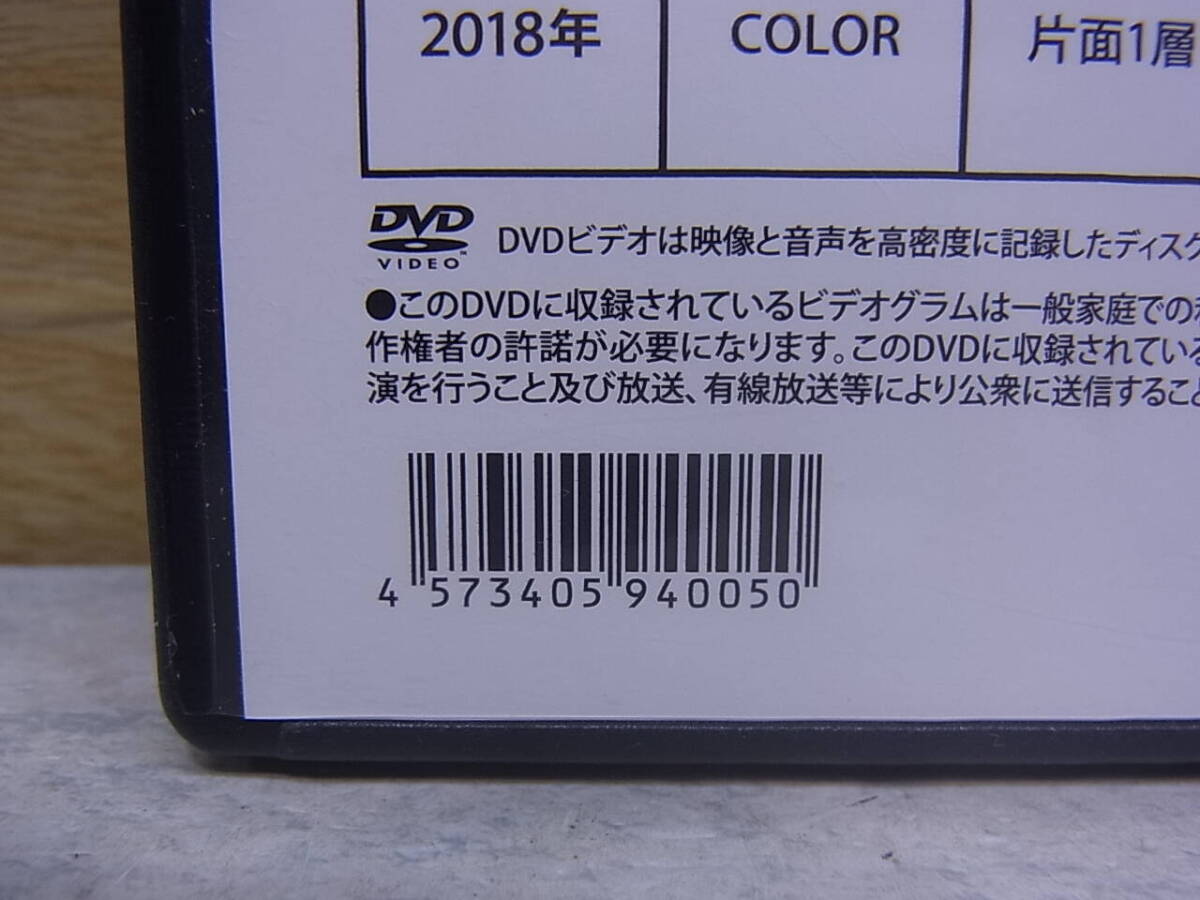 2018年 COLOR 片面1層
DVD
VIDEO™
DVDビデオは映像と音声を高密度に記録したディスク
●このDVDに収録されているビデオグラムは一般家庭での
作権者の許諾が必要になります。このDVDに収録されている
演を行うこと及び放送、有線放送等により公衆に送信すること
4 573405 940050